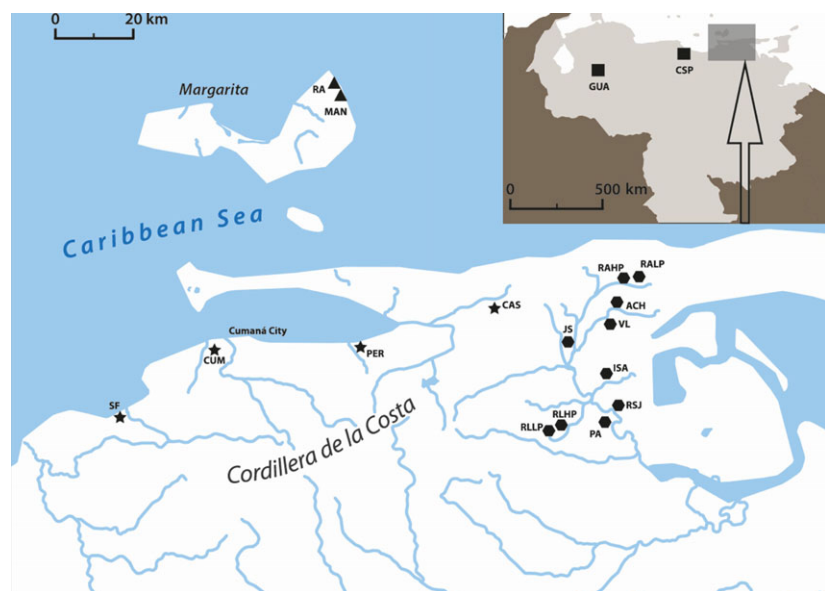 0 20 km
Margarita
RA
MAN
CSP
GUA
0 500 km
Caribbean Sea
RAHP
RALP
CAS
ACH
Cumaná City
JS
VL
CUM
PER
ISA
SF
RSJ
RLHP
RLLP
PA
Cordillera de la Costa